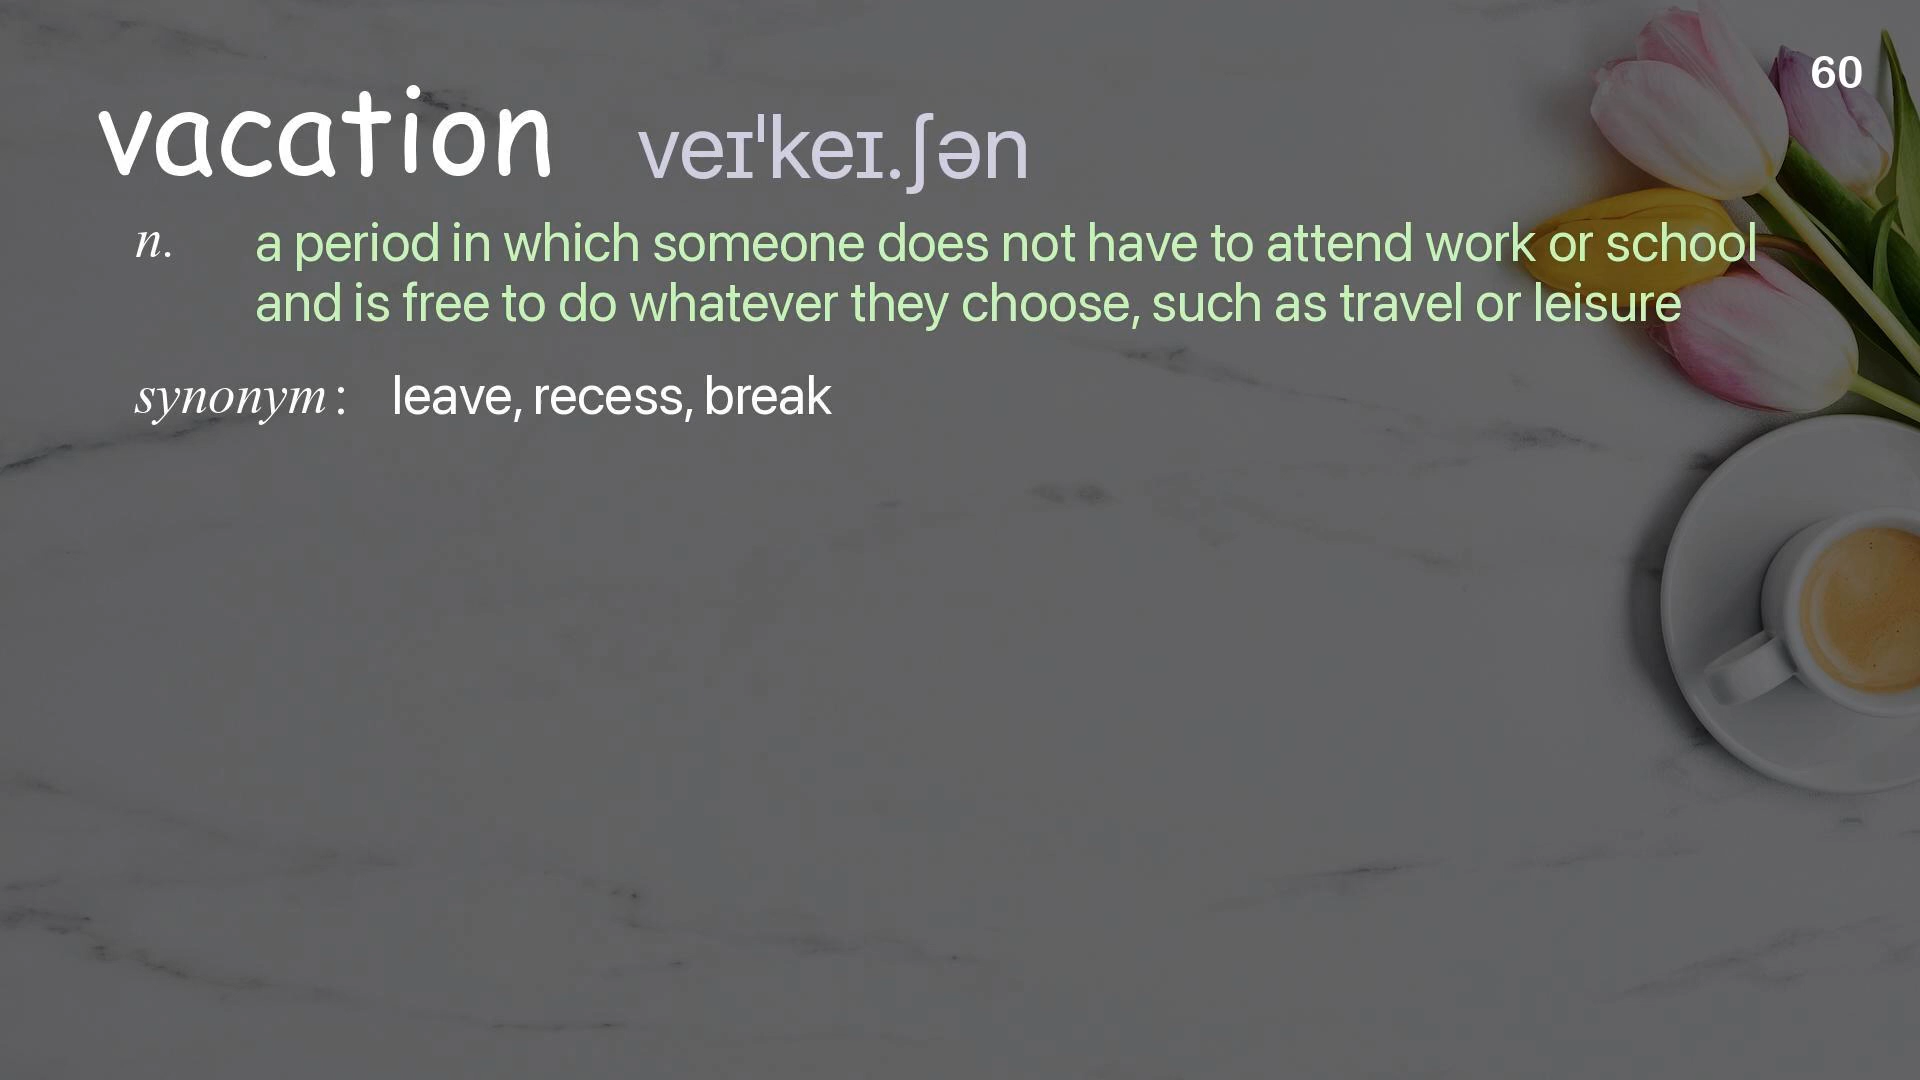 60
vacation veɪˈkeɪ.ʃən
n. a period in which someone does not have to attend work or school
and is free to do whatever they choose, such as travel or leisure
synonym: leave, recess, break